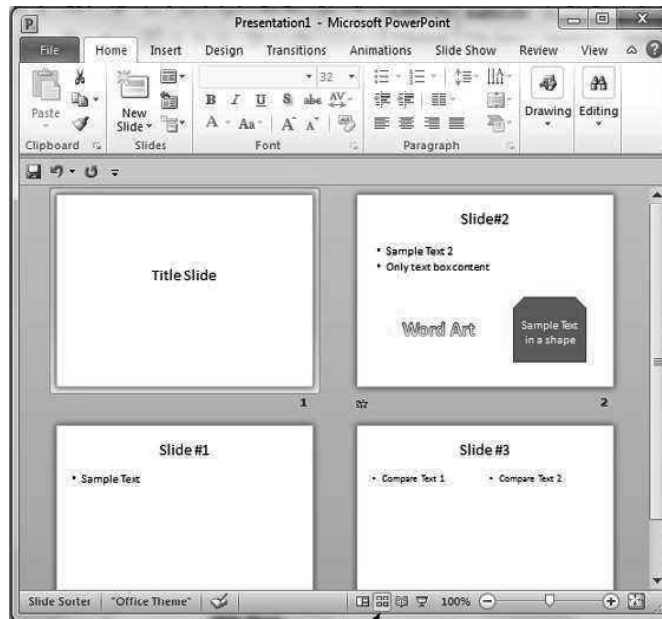 Presentation1 - Microsoft PowerPoint
File Home Insert Design Transitions Animations Slide Show Review View
Paste
New
Slide
32
B I U S abc AV
A Aa A A
Drawing Editing
Clipboard Slides Font Paragraph
Title Slide
1
Slide#2
• Sample Text 2
• Only text box content
Word Art
Sample Text
in a shape
2
Slide #1
• Sample Text
Slide #3
• Compare Text 1 • Compare Text 2
Slide Sorter "Office Theme" 100%